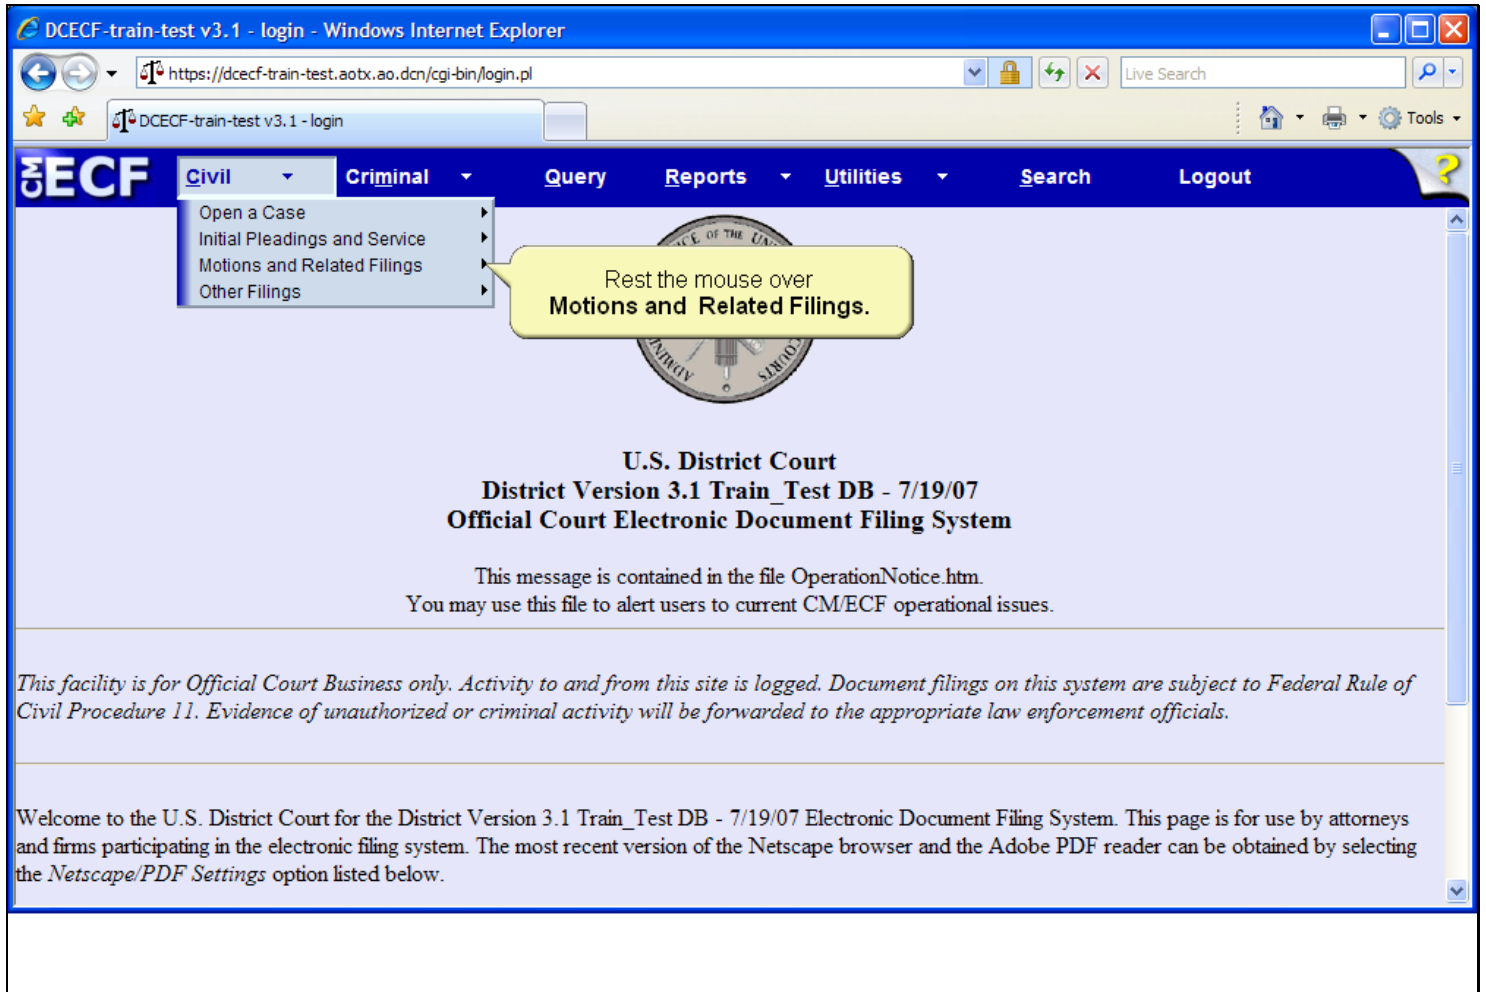 DCECF-train-test v3.1 - login - Windows Internet Explorer
https://dcecf-train-test.aotx.ao.dcn/cgi-bin/login.pl
Live Search
DCECF-train-test v3.1 - login
Tools
CM ECF
Civil Criminal Query Reports Utilities Search Logout ?
Open a Case
Initial Pleadings and Service
Motions and Related Filings
Other Filings
OF THE
Rest the mouse over
Motions and Related Filings.
COURTS
U.S. District Court
District Version 3.1 Train_Test DB - 7/19/07
Official Court Electronic Document Filing System
This message is contained in the file OperationNotice.htm.
You may use this file to alert users to current CM/ECF operational issues.
This facility is for Official Court Business only. Activity to and from this site is logged. Document filings on this system are subject to Federal Rule of
Civil Procedure 11. Evidence of unauthorized or criminal activity will be forwarded to the appropriate law enforcement officials.
Welcome to the U.S. District Court for the District Version 3.1 Train_Test DB - 7/19/07 Electronic Document Filing System. This page is for use by attorneys
and firms participating in the electronic filing system. The most recent version of the Netscape browser and the Adobe PDF reader can be obtained by selecting
the Netscape/PDF Settings option listed below.